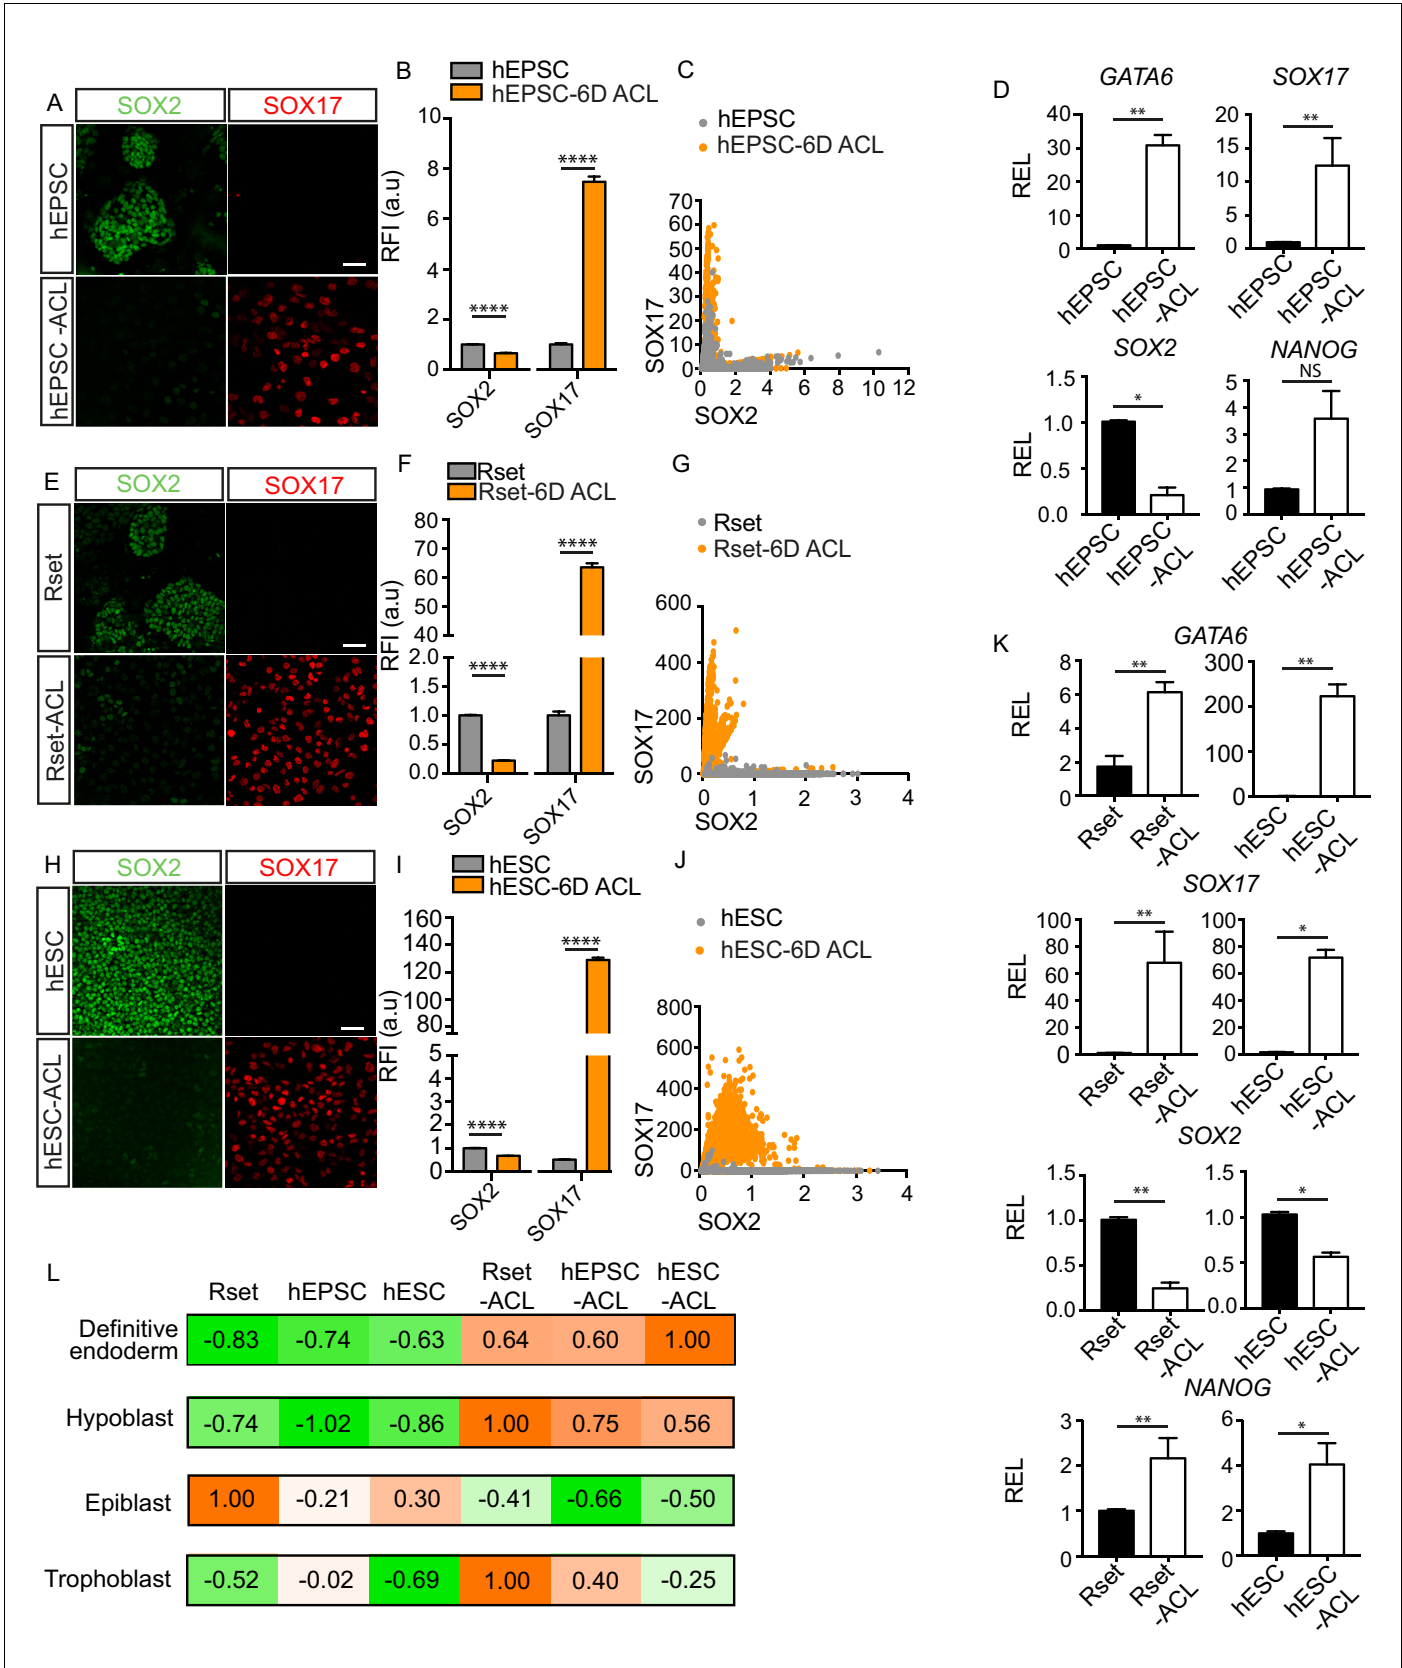 A
SOX2 SOX17
hEPSC
hEPSC -ACL
B
hEPSC
hEPSC-6D ACL
RFI (a.u)
10
8
6
4
2
0
****
****
SOX2 SOX17
C
hEPSC
hEPSC-6D ACL
SOX17
70
60
50
40
30
20
10
0
0 2 4 6 8 10 12
SOX2
D
GATA6
REL
40
30
20
10
0
**
hEPSC hEPSC -ACL
SOX17
20
15
10
5
0
**
hEPSC hEPSC -ACL
SOX2
REL
1.5
1.0
0.5
0.0
*
hEPSC hEPSC -ACL
NANOG
NS
5
4
3
2
1
0
hEPSC hEPSC -ACL
E
SOX2 SOX17
Rset
Rset-ACL
F
Rset
Rset-6D ACL
RFI (a.u)
80
70
60
50
40
2.0
1.5
1.0
0.5
0.0
****
****
SOX2 SOX17
G
Rset
Rset-6D ACL
SOX17
600
400
200
0
0 1 2 3 4
SOX2
H
SOX2 SOX17
hESC
hESC-ACL
I
hESC
hESC-6D ACL
RFI (a.u)
160
140
120
100
80
5
4
3
2
1
0
****
****
SOX2 SOX17
J
hESC
hESC-6D ACL
SOX17
800
600
400
200
0
0 1 2 3 4
SOX2
K
GATA6
REL
8
6
4
2
0
**
Rset Rset -ACL
300
200
100
0
**
hESC hESC -ACL
SOX17
REL
100
80
60
40
20
0
**
Rset Rset -ACL
100
80
60
40
20
0
*
hESC hESC -ACL
SOX2
REL
1.5
1.0
0.5
0.0
**
Rset Rset -ACL
1.5
1.0
0.5
0.0
*
hESC hESC -ACL
NANOG
REL
3
2
1
0
**
Rset Rset -ACL
6
4
2
0
*
hESC hESC -ACL
L
Rset hEPSC hESC Rset -ACL hEPSC -ACL hESC -ACL
Definitive endoderm -0.83 -0.74 -0.63 0.64 0.60 1.00
Hypoblast -0.74 -1.02 -0.86 1.00 0.75 0.56
Epiblast 1.00 -0.21 0.30 -0.41 -0.66 -0.50
Trophoblast -0.52 -0.02 -0.69 1.00 0.40 -0.25